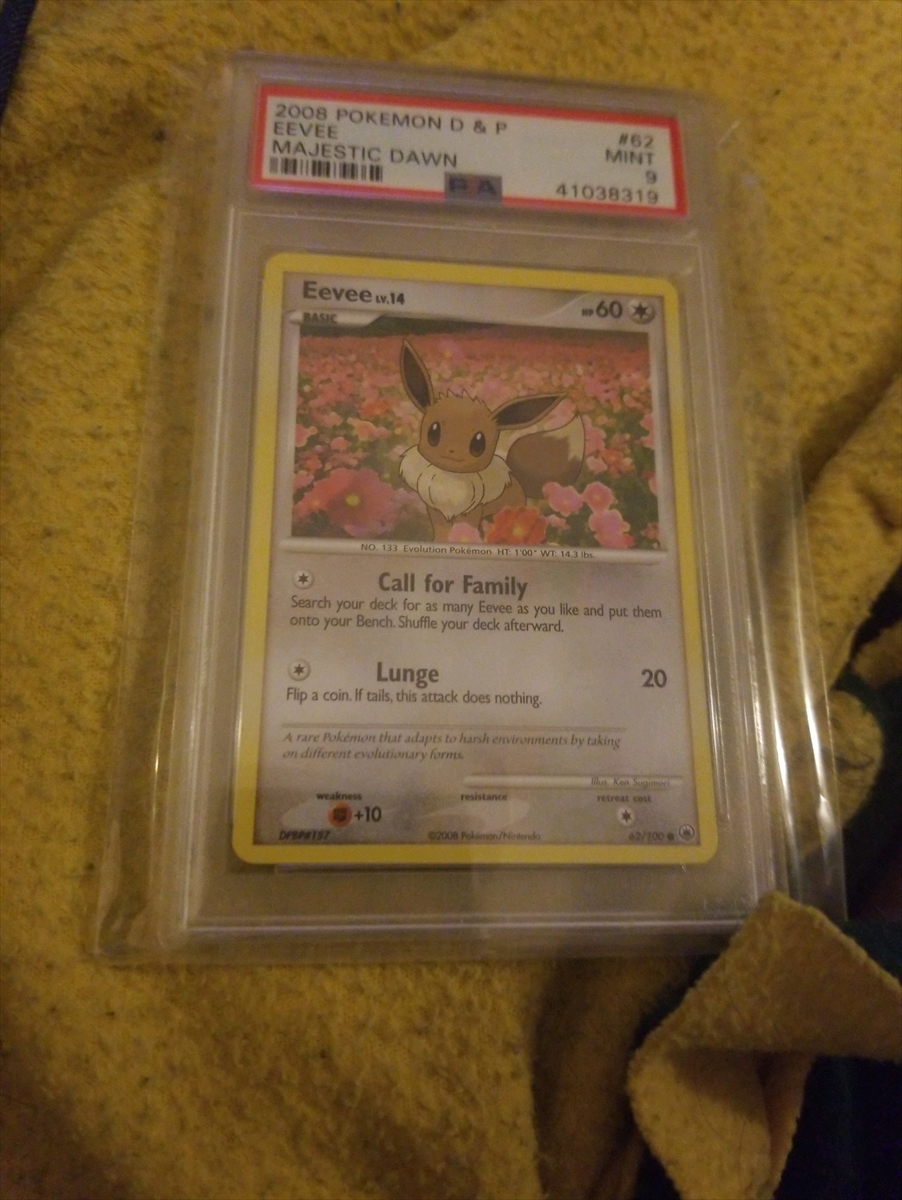 2008 POKEMON D & P #62
EEVEE MINT
MAJESTIC DAWN 9
41038319
Eevee LV.14 HP 60
BASIC
NO. 133 Evolution Pokémon HT: 1'00" WT: 14.3 lbs.
Call for Family
Search your deck for as many Eevee as you like and put them
onto your Bench. Shuffle your deck afterward.
Lunge 20
Flip a coin. If tails, this attack does nothing.
A rare Pokémon that adapts to harsh environments by taking
on different evolutionary forms.
Illus. Ken Sugimori
weakness resistance retreat cost
+10
©2008 Pokémon/Nintendo 62/100